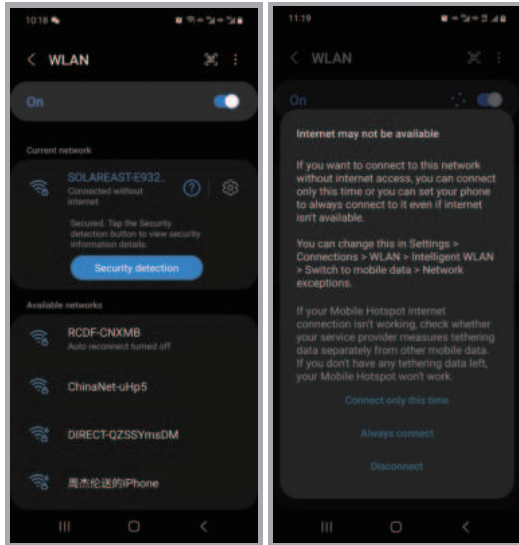 10:18
WLAN
On
Current network
SOLAREAST-E932..
Connected without
internet
Secured. Tap the Security
detection button to view security
information details.
Security detection
Available networks
RCDF-CNXMB
Auto reconnect turned off
ChinaNet-uHp5
DIRECT-QZSSYmsDM
周杰伦送的iPhone
11:19
WLAN
On
Internet may not be available
If you want to connect to this network
without internet access, you can connect
only this time or you can set your phone
to always connect to it even if internet
isn't available.
You can change this in Settings >
Connections > WLAN > Intelligent WLAN
> Switch to mobile data > Network
exceptions.
If your Mobile Hotspot internet
connection isn't working, check whether
your service provider measures tethering
data separately from other mobile data.
If you don't have any tethering data left,
your Mobile Hotspot won't work.
Connect only this time
Always connect
Disconnect